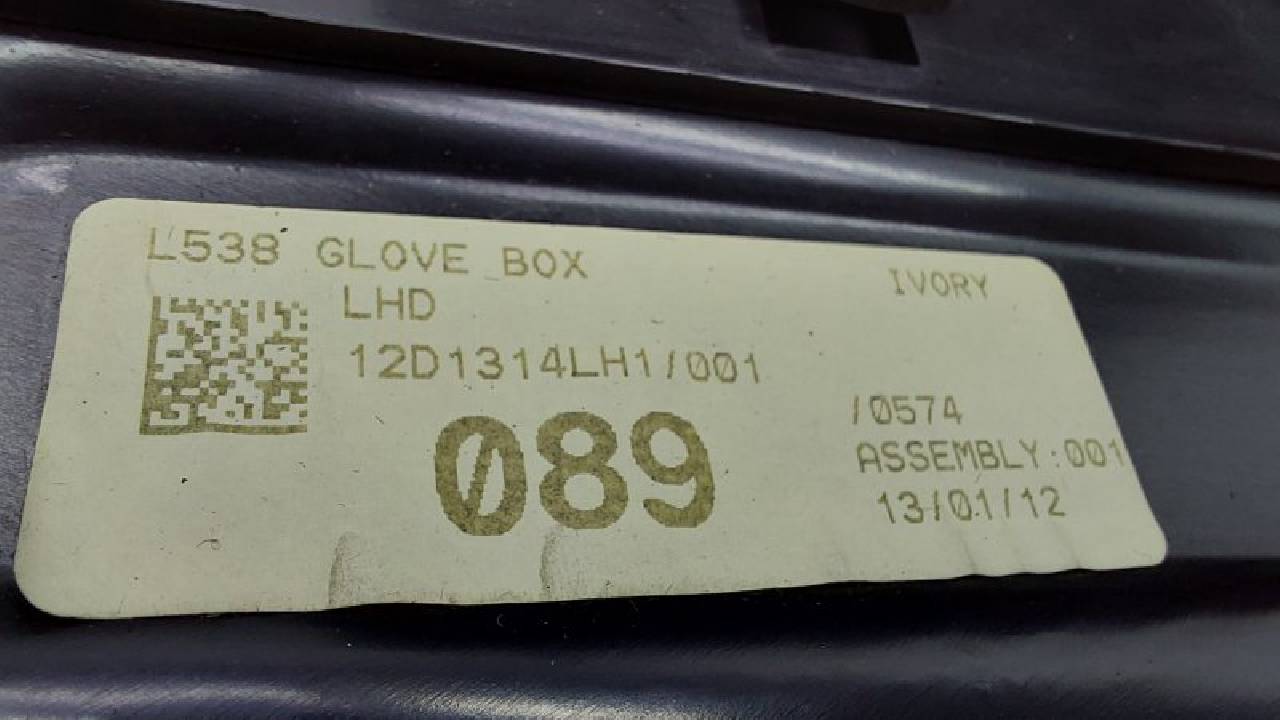 L538 GLOVE BOX IVORY
LHD
12D1314LH1/001
089
/0574
ASSEMBLY:001
13/01/12